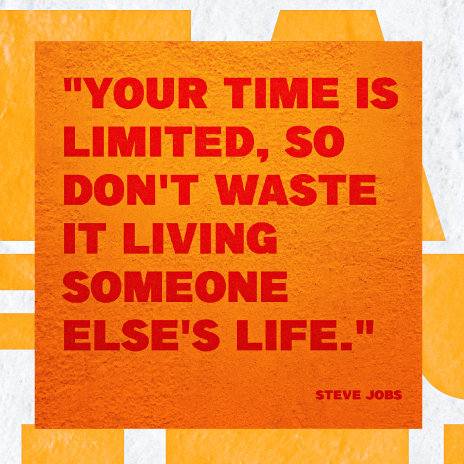 "YOUR TIME IS
LIMITED, SO
DON'T WASTE
IT LIVING
SOMEONE
ELSE'S LIFE."
STEVE JOBS